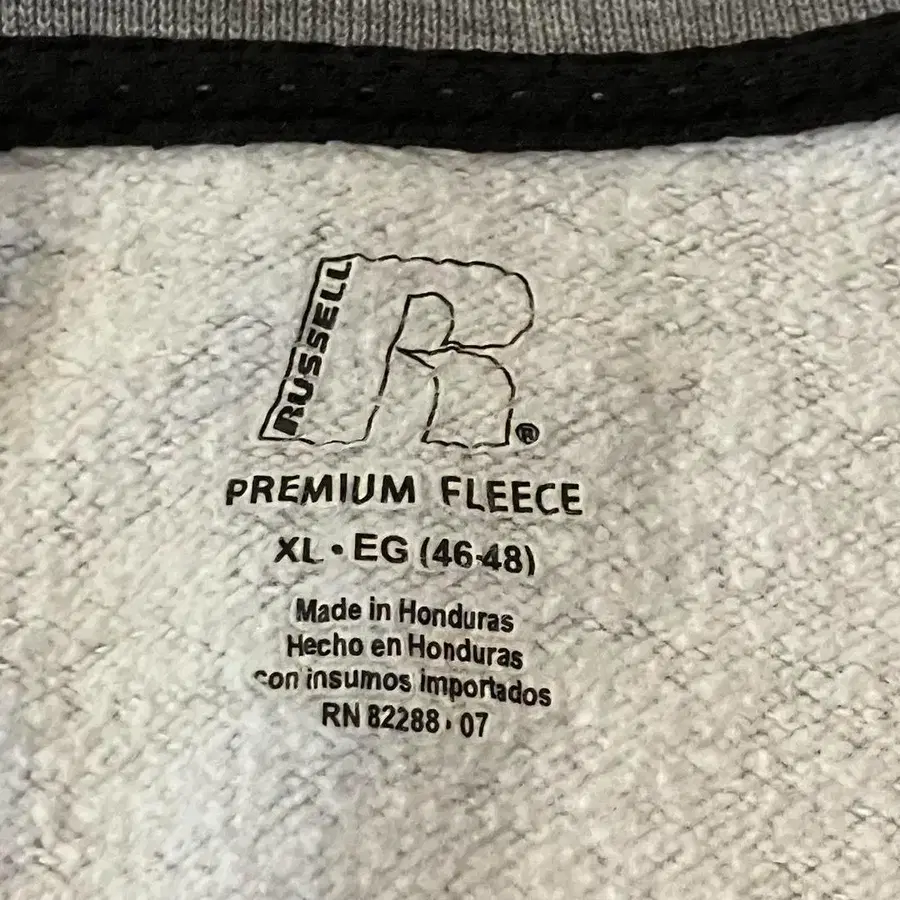 RUSSELL
R
®
PREMIUM FLEECE
XL • EG (46-48)
Made in Honduras
Hecho en Honduras
con insumos importados
RN 82288 • 07